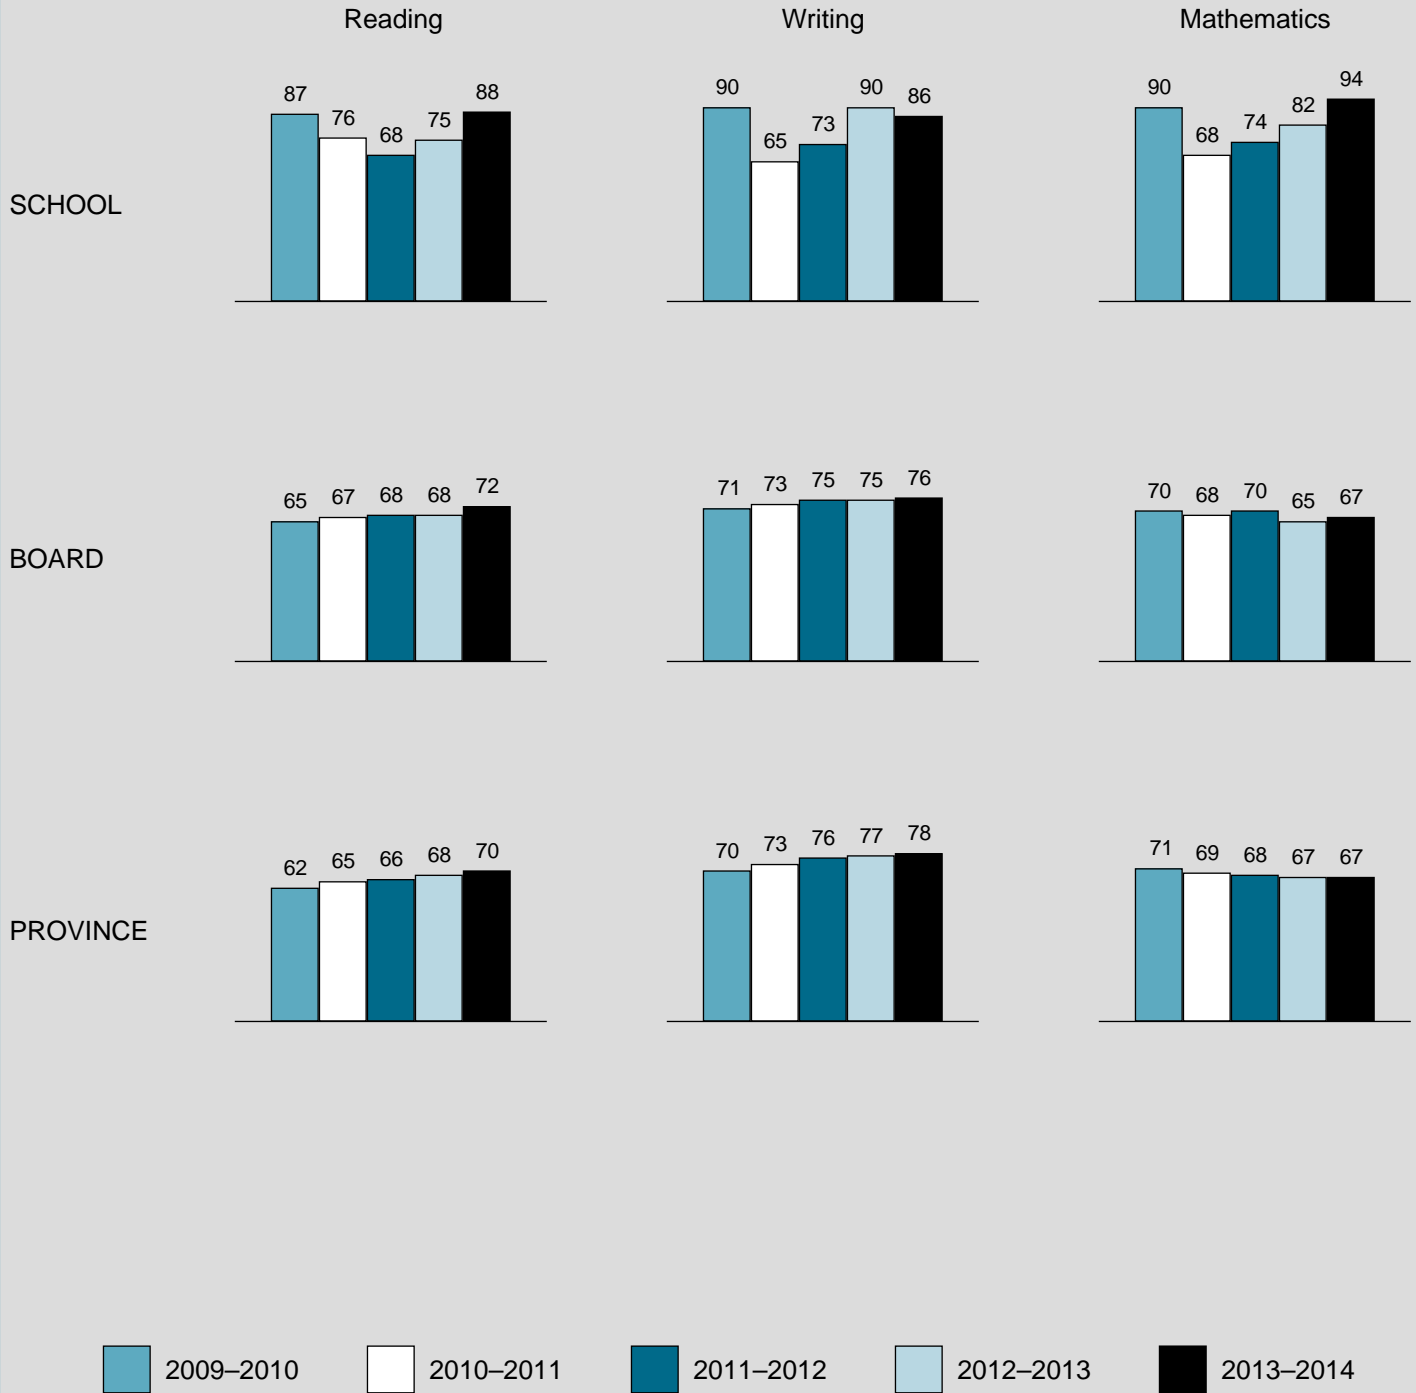 Reading Writing Mathematics
SCHOOL
87 76 68 75 88
90 65 73 90 86
90 68 74 82 94
BOARD
65 67 68 68 72
71 73 75 75 76
70 68 70 65 67
PROVINCE
62 65 66 68 70
70 73 76 77 78
71 69 68 67 67
2009–2010 2010–2011 2011–2012 2012–2013 2013–2014